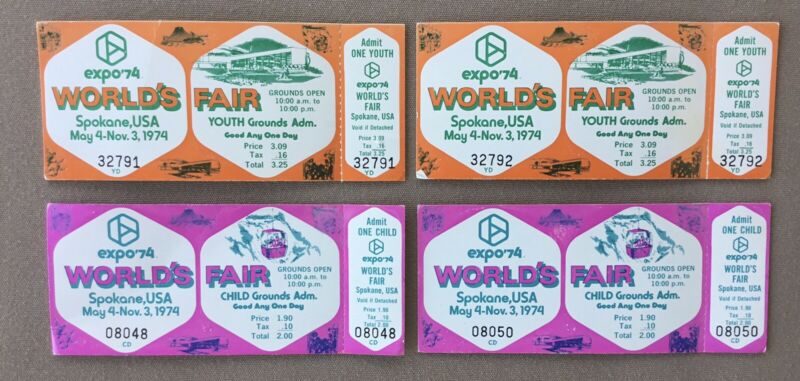 expo'74
WORLD'S FAIR
Spokane, USA
May 4-Nov. 3, 1974
32791
YD
GROUNDS OPEN
10:00 a.m. to
10:00 p.m.
YOUTH Grounds Adm.
Good Any One Day
Price 3.09
Tax .16
Total 3.25
Admit
ONE YOUTH
expo'74
WORLD'S
FAIR
Spokane, USA
Void if Detached
Price 3.09
Tax .16
Total 3.25
32791
YD
expo'74
WORLD'S FAIR
Spokane, USA
May 4-Nov. 3, 1974
32792
YD
GROUNDS OPEN
10:00 a.m. to
10:00 p.m.
YOUTH Grounds Adm.
Good Any One Day
Price 3.09
Tax .16
Total 3.25
Admit
ONE YOUTH
expo'74
WORLD'S
FAIR
Spokane, USA
Void if Detached
Price 3.09
Tax .16
Total 3.25
32792
YD
expo'74
WORLD'S FAIR
Spokane, USA
May 4-Nov. 3, 1974
08048
CD
GROUNDS OPEN
10:00 a.m. to
10:00 p.m.
CHILD Grounds Adm.
Good Any One Day
Price 1.90
Tax .10
Total 2.00
Admit
ONE CHILD
expo'74
WORLD'S
FAIR
Spokane, USA
Void if Detached
Price 1.90
Tax .10
Total 2.00
08048
CD
expo'74
WORLD'S FAIR
Spokane, USA
May 4-Nov. 3, 1974
08050
CD
GROUNDS OPEN
10:00 a.m. to
10:00 p.m.
CHILD Grounds Adm.
Good Any One Day
Price 1.90
Tax .10
Total 2.00
Admit
ONE CHILD
expo'74
WORLD'S
FAIR
Spokane, USA
Void if Detached
Price 1.90
Tax .10
Total 2.00
08050
CD